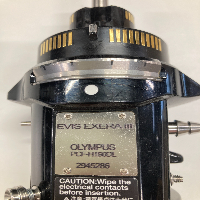 EVIS EXERA III
OLYMPUS
PCF-H190DL
2945286
CAUTION:Wipe the
electrical contacts
before insertion.